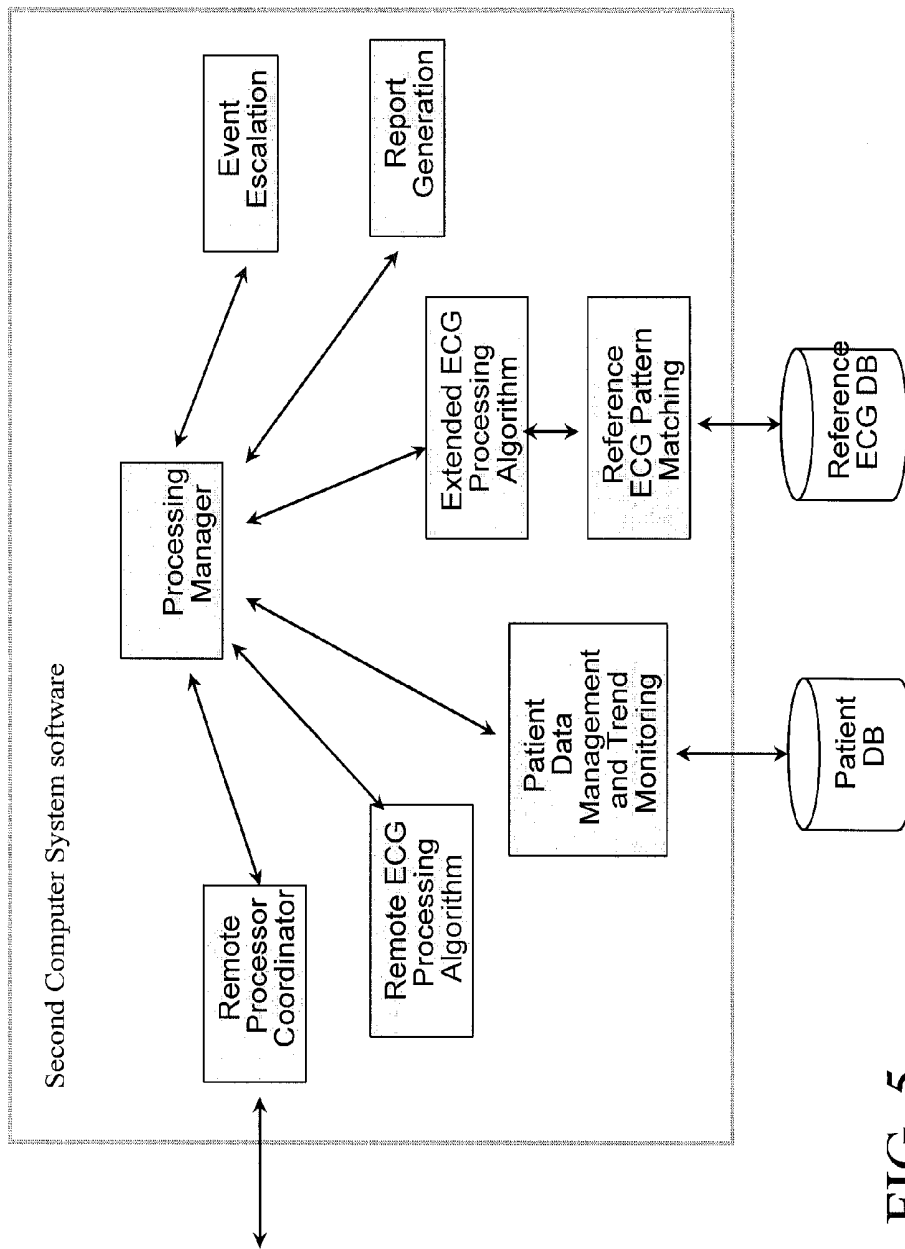 Second Computer System software
Processing
Manager
Remote
Processor
Coordinator
Event
Escalation
Remote ECG
Processing
Algorithm
Report
Generation
Extended ECG
Processing
Algorithm
Patient
Data
Management
and Trend
Monitoring
Reference
ECG Pattern
Matching
Patient
DB
Reference
ECG DB
FIG. 5